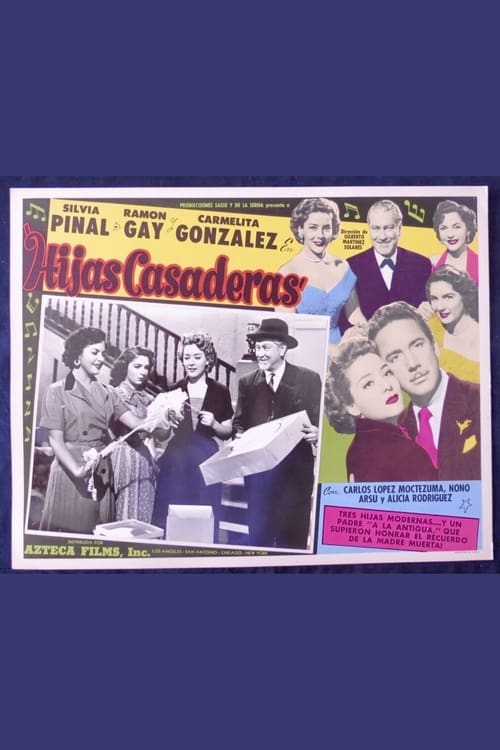 PRODUCCIONES SASIO Y DE LA SERNA presenta a
SILVIA PINAL
RAMON GAY y
CARMELITA GONZALEZ En
"Hijas Casaderas"
Dirección de
GILBERTO
MARTINEZ
SOLARES
Con CARLOS LOPEZ MOCTEZUMA, NONO
ARSU y ALICIA RODRIGUEZ
TRES HIJAS MODERNAS....Y UN
PADRE "A LA ANTIGUA," QUE
SUPIERON HONRAR EL RECUERDO
DE LA MADRE MUERTA!
DISTRIBUIDA POR
AZTECA FILMS, Inc.
LOS ANGELES - SAN ANTONIO - CHICAGO - NEW YORK